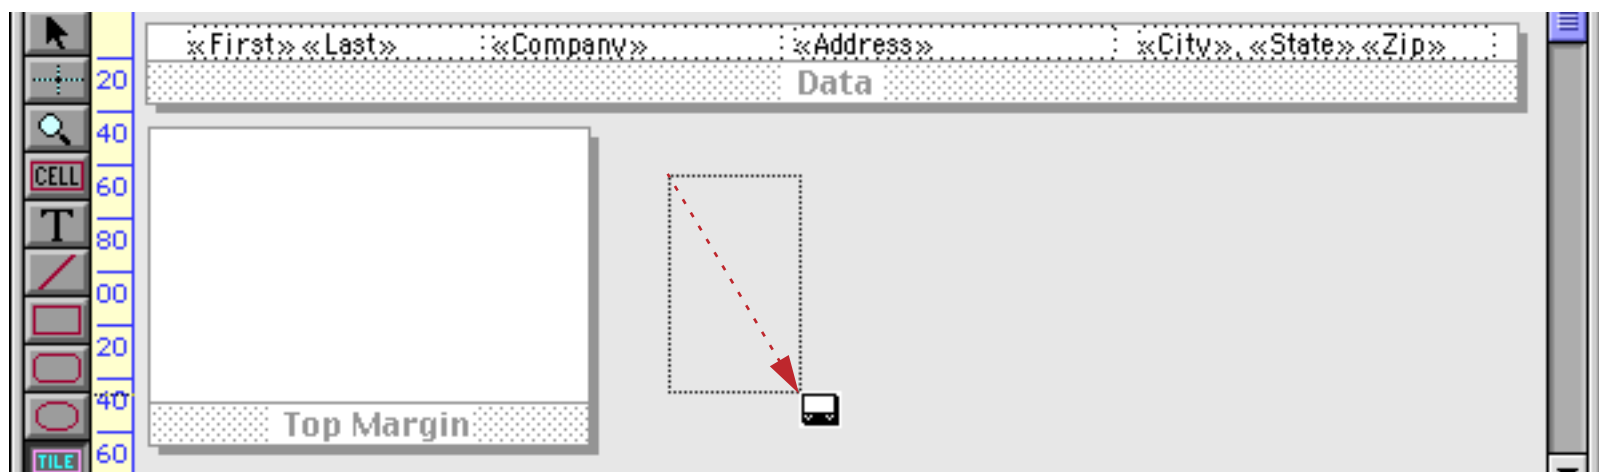 «First» «Last» «Company» «Address» «City», «State» «Zip»
Data
20
40
CELL
60
T
80
00
20
40
Top Margin
60
TILE